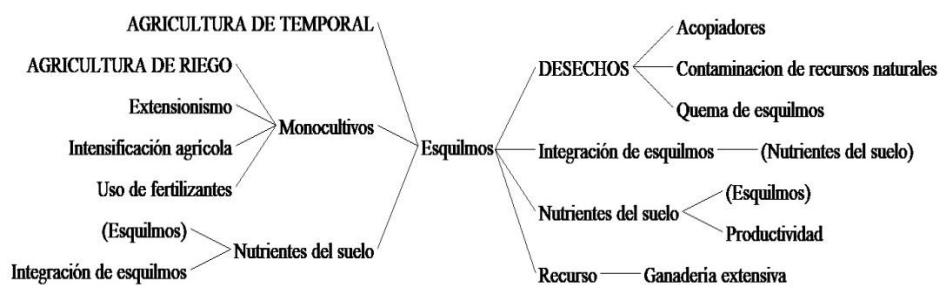 AGRICULTURA DE TEMPORAL
AGRICULTURA DE RIEGO
Extensionismo
Intensificación agrícola
Uso de fertilizantes
Monocultivos
(Esquilmos)
Integración de esquilmos
Nutrientes del suelo
Esquilmos
DESECHOS
Acopiadores
Contaminacion de recursos naturales
Quema de esquilmos
Integración de esquilmos
(Nutrientes del suelo)
Nutrientes del suelo
(Esquilmos)
Productividad
Recurso
Ganadería extensiva